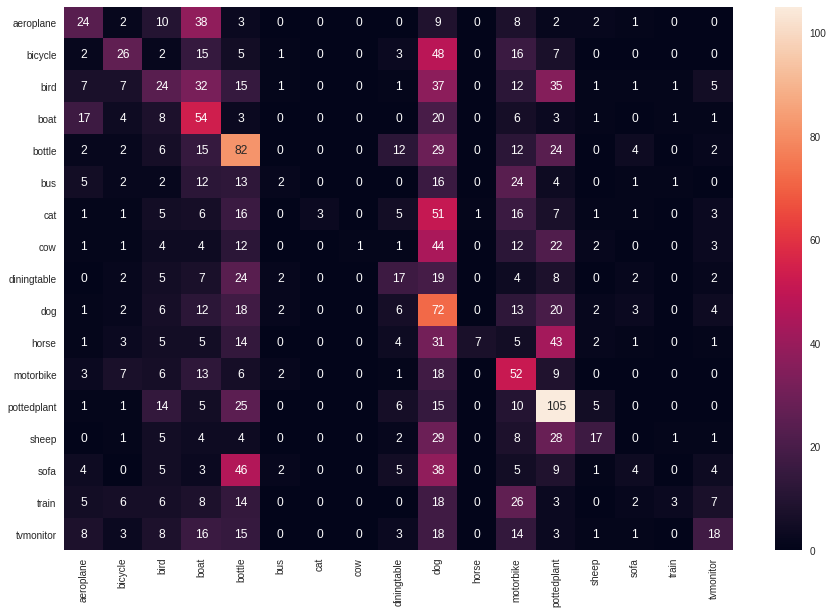 aeroplane 24 2 10 38 3 0 0 0 0 9 0 8 2 2 1 0 0
bicycle 2 26 2 15 5 1 0 0 3 48 0 16 7 0 0 0 0
bird 7 7 24 32 15 1 0 0 1 37 0 12 35 1 1 1 5
boat 17 4 8 54 3 0 0 0 0 20 0 6 3 1 0 1 1
bottle 2 2 6 15 82 0 0 0 12 29 0 12 24 0 4 0 2
bus 5 2 2 12 13 2 0 0 0 16 0 24 4 0 1 1 0
cat 1 1 5 6 16 0 3 0 5 51 1 16 7 1 1 0 3
cow 1 1 4 4 12 0 0 1 1 44 0 12 22 2 0 0 3
diningtable 0 2 5 7 24 2 0 0 17 19 0 4 8 0 2 0 2
dog 1 2 6 12 18 2 0 0 6 72 0 13 20 2 3 0 4
horse 1 3 5 5 14 0 0 0 4 31 7 5 43 2 1 0 1
motorbike 3 7 6 13 6 2 0 0 1 18 0 52 9 0 0 0 0
pottedplant 1 1 14 5 25 0 0 0 6 15 0 10 105 5 0 0 0
sheep 0 1 5 4 4 0 0 0 2 29 0 8 28 17 0 1 1
sofa 4 0 5 3 46 2 0 0 5 38 0 5 9 1 4 0 4
train 5 6 6 8 14 0 0 0 0 18 0 26 3 0 2 3 7
tvmonitor 8 3 8 16 15 0 0 0 3 18 0 14 3 1 1 0 18
aeroplane bicycle bird boat bottle bus cat cow diningtable dog horse motorbike pottedplant sheep sofa train tvmonitor
100
80
60
40
20
0